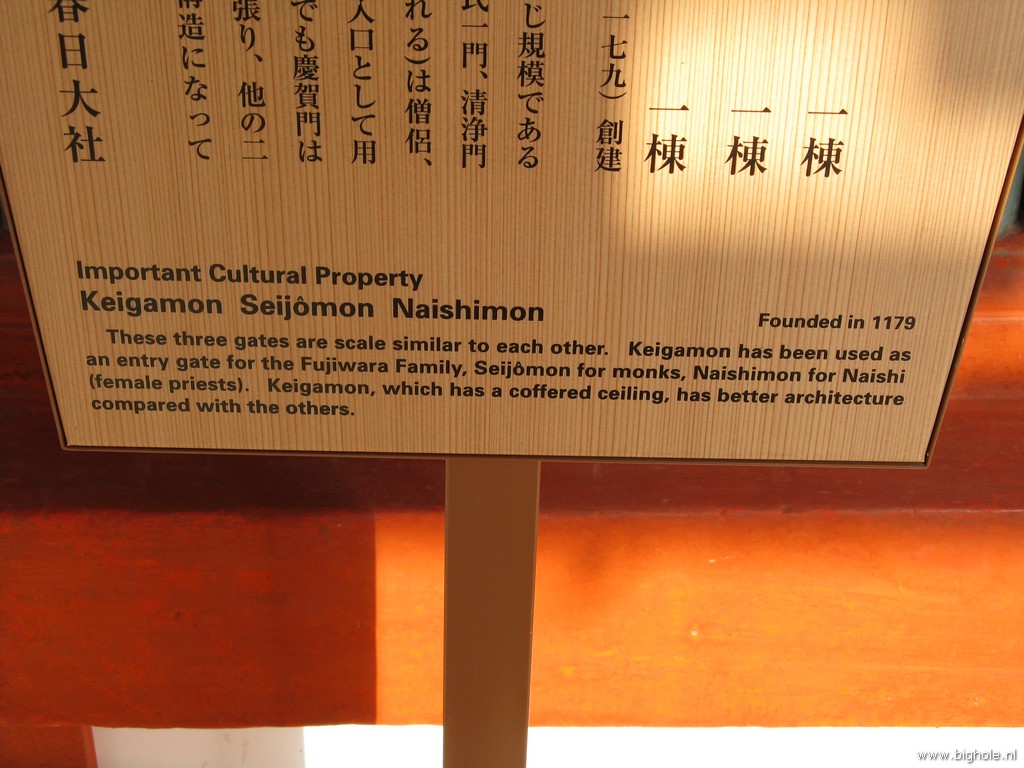 一棟
一棟
一棟
一七九）創建
じ規模である
氏一門、清浄門
れる)は僧侶、
入口として用
でも慶賀門は
張り、他の二
構造になって
春日大社
Important Cultural Property
Keigamon Seijômon Naishimon
Founded in 1179
These three gates are scale similar to each other. Keigamon has been used as
an entry gate for the Fujiwara Family, Seijômon for monks, Naishimon for Naishi
(female priests). Keigamon, which has a coffered ceiling, has better architecture
compared with the others.
www.bighole.nl